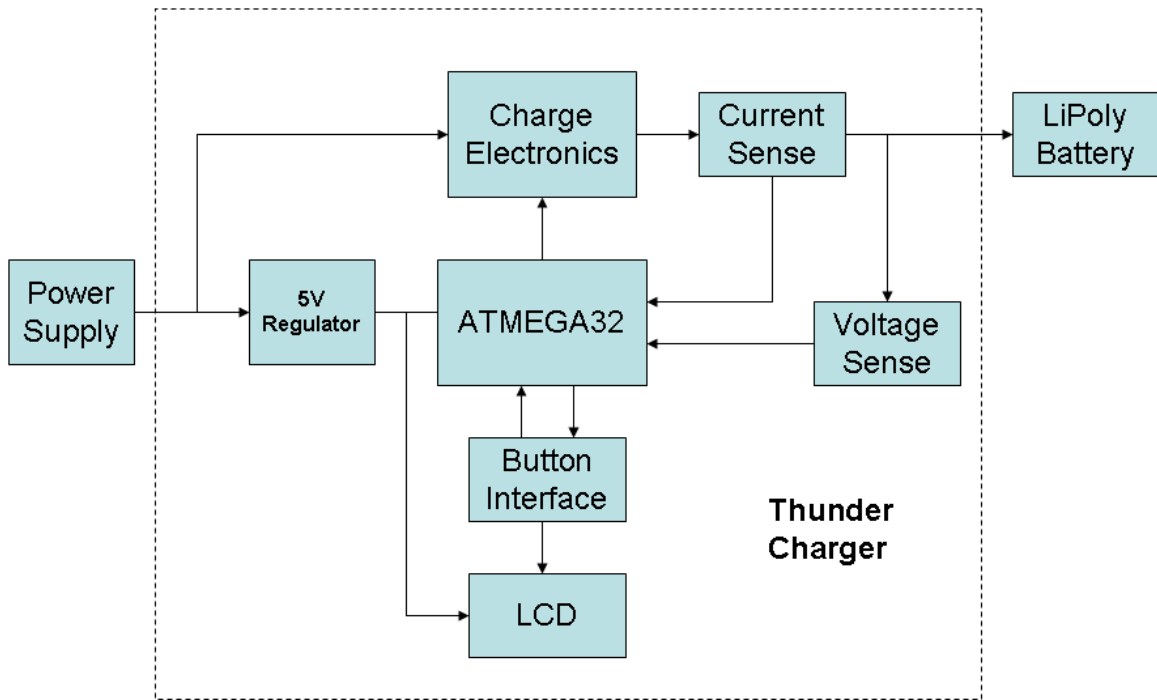 Charge
Electronics
Current
Sense
LiPoly
Battery
Power
Supply
5V
Regulator
ATMEGA32
Voltage
Sense
Button
Interface
Thunder
Charger
LCD